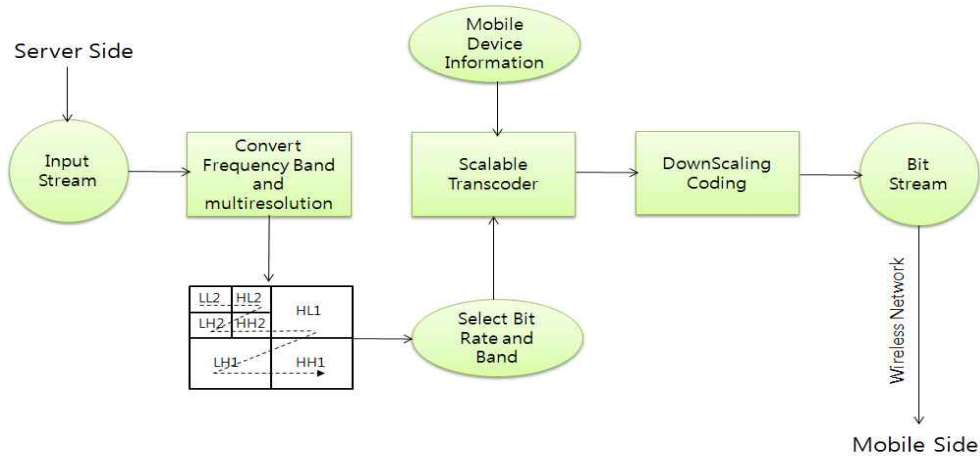 Server Side
Input
Stream
Convert
Frequency Band
and
multiresolution
LL2
HL2
HL1
LH2
HH2
LH1
HH1
Select Bit
Rate and
Band
Mobile
Device
Information
Scalable
Transcoder
DownScaling
Coding
Bit
Stream
Wireless Network
Mobile Side